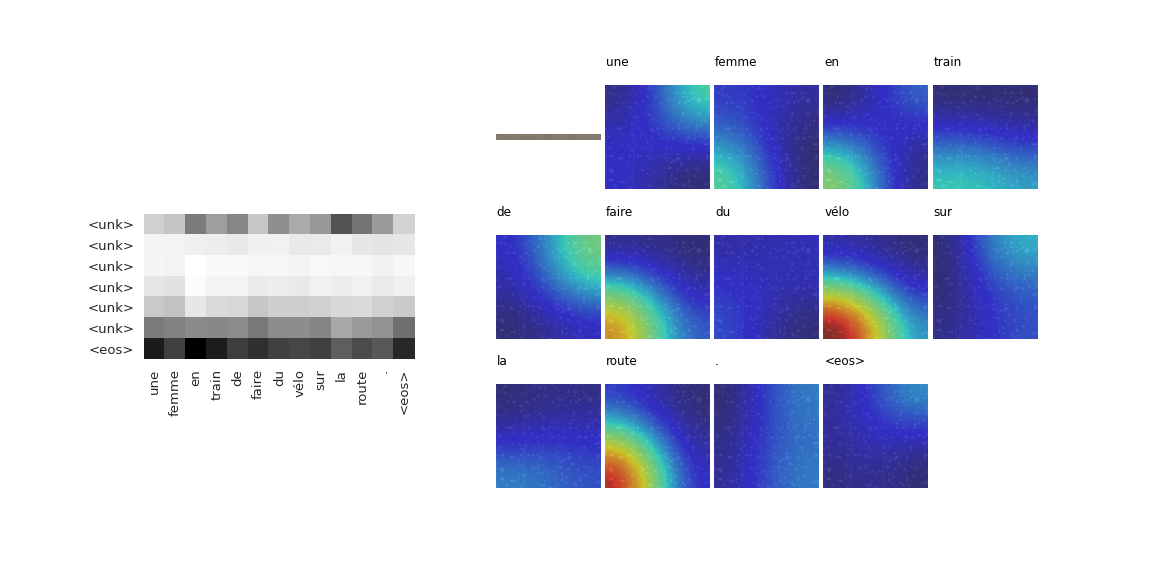 une femme en train
de faire du vélo sur
la route . <eos>
<unk>
<unk>
<unk>
<unk>
<unk>
<unk>
<eos>
une femme en train de faire du vélo sur la route . <eos>